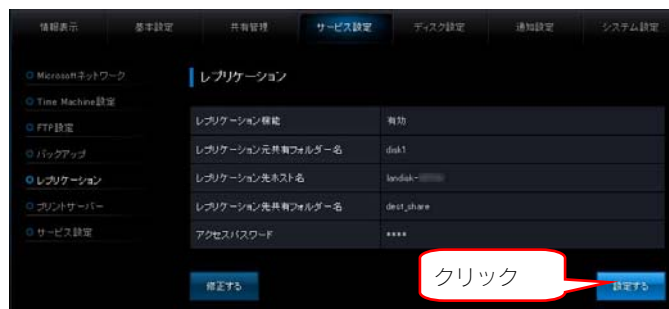 情報表示 基本設定 共有管理 サービス設定 ディスク設定 通知設定 システム設定
Microsoftネットワーク
Time Machine設定
FTP設定
バックアップ
レプリケーション
プリントサーバー
サービス設定
レプリケーション
レプリケーション機能 有効
レプリケーション元共有フォルダー名 disk1
レプリケーション先ホスト名 landisk-
レプリケーション先共有フォルダー名 dest_share
アクセスパスワード ****
修正する
クリック
設定する